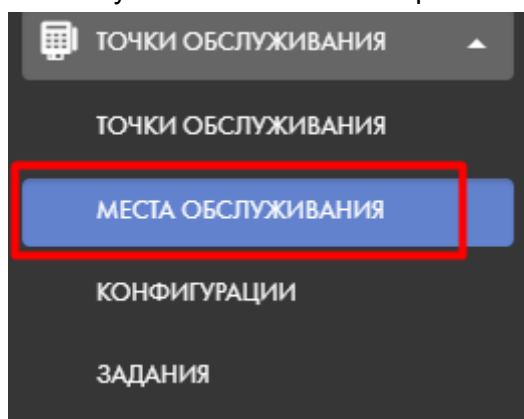 ТОЧКИ ОБСЛУЖИВАНИЯ
ТОЧКИ ОБСЛУЖИВАНИЯ
МЕСТА ОБСЛУЖИВАНИЯ
КОНФИГУРАЦИИ
ЗАДАНИЯ